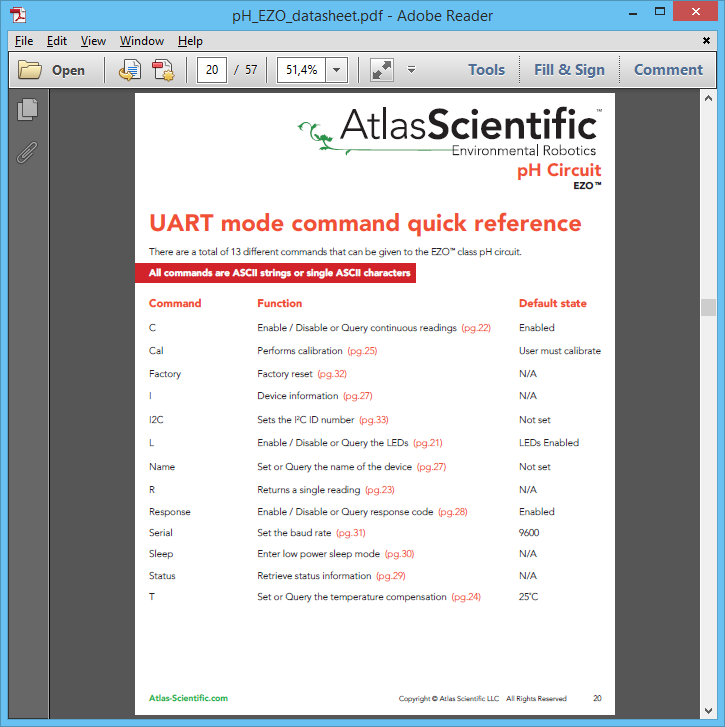 pH_EZO_datasheet.pdf - Adobe Reader
File Edit View Window Help
Open 20 / 57 51,4% Tools Fill & Sign Comment
AtlasScientific™
Environmental Robotics
pH Circuit
EZO™
UART mode command quick reference
There are a total of 13 different commands that can be given to the EZO™ class pH circuit.
All commands are ASCII strings or single ASCII characters
Command Function Default state
C Enable / Disable or Query continuous readings (pg.22) Enabled
Cal Performs calibration (pg.25) User must calibrate
Factory Factory reset (pg.32) N/A
I Device information (pg.27) N/A
I2C Sets the I²C ID number (pg.33) Not set
L Enable / Disable or Query the LEDs (pg.21) LEDs Enabled
Name Set or Query the name of the device (pg.27) Not set
R Returns a single reading (pg.23) N/A
Response Enable / Disable or Query response code (pg.28) Enabled
Serial Set the baud rate (pg.31) 9600
Sleep Enter low power sleep mode (pg.30) N/A
Status Retrieve status information (pg.29) N/A
T Set or Query the temperature compensation (pg.24) 25°C
Atlas-Scientific.com Copyright © Atlas Scientific LLC All Rights Reserved 20